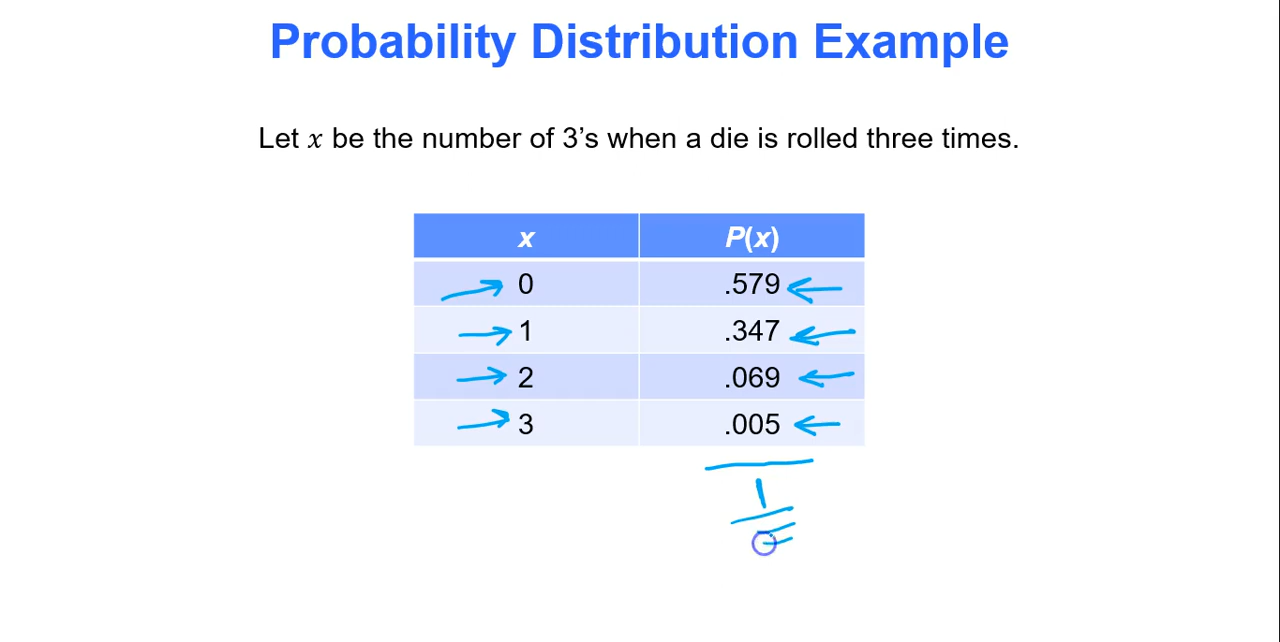 Probability Distribution Example
Let x be the number of 3’s when a die is rolled three times.
x P(x)
0 .579
1 .347
2 .069
3 .005
1